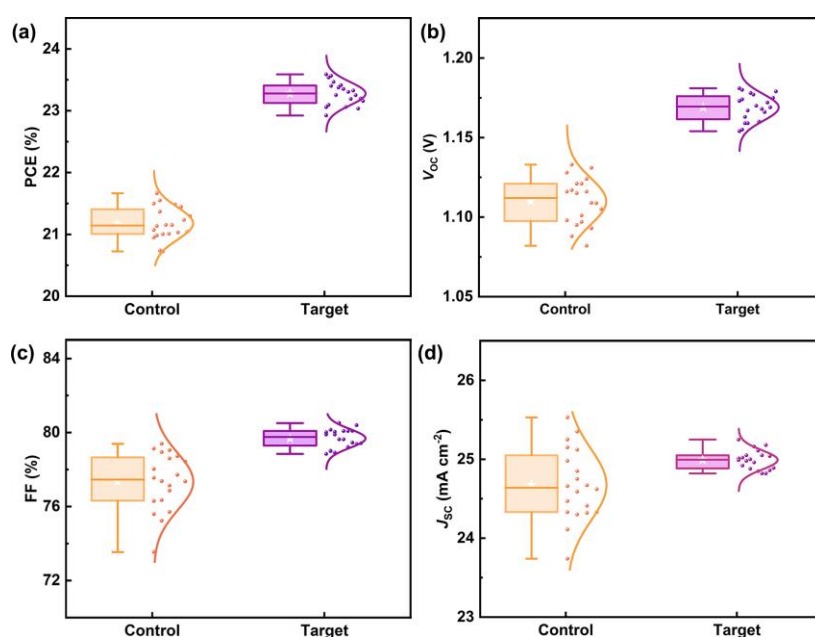 (a)
24
23
22
21
20
PCE (%)
Control
Target
(b)
1.20
1.15
1.10
1.05
VOC (V)
Control
Target
(c)
84
80
76
72
FF (%)
Control
Target
(d)
26
25
24
23
JSC (mA cm⁻²)
Control
Target